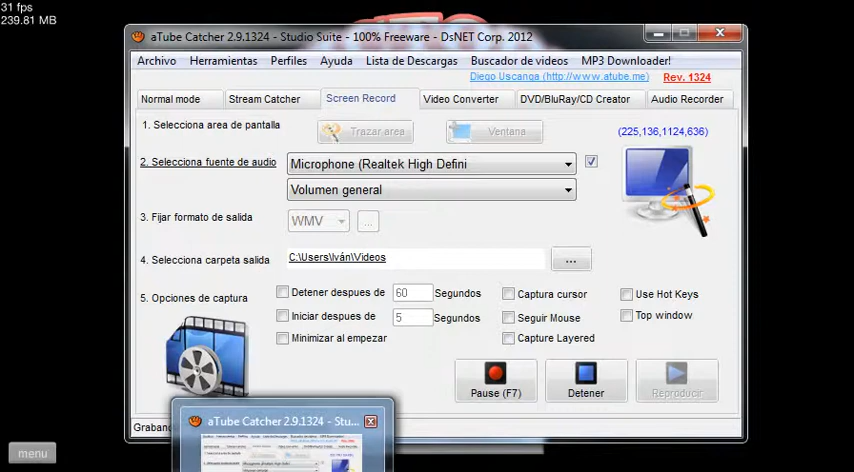 31 fps
239.81 MB
aTube Catcher 2.9.1324 - Studio Suite - 100% Freeware - DsNET Corp. 2012
Archivo Herramientas Perfiles Ayuda Lista de Descargas Buscador de videos MP3 Downloader!
Diego Uscanga (http://www.atube.me) Rev. 1324
Normal mode Stream Catcher Screen Record Video Converter DVD/BluRay/CD Creator Audio Recorder
1. Selecciona area de pantalla Trazar area Ventana (225,136,1124,636)
2. Selecciona fuente de audio Microphone (Realtek High Defini
Volumen general
3. Fijar formato de salida WMV ...
4. Selecciona carpeta salida C:\Users\Iván\Videos ...
5. Opciones de captura Detener despues de 60 Segundos Captura cursor Use Hot Keys
Iniciar despues de 5 Segundos Seguir Mouse Top window
Minimizar al empezar Capture Layered
Pause (F7) Detener Reproducir
Grabando
aTube Catcher 2.9.1324 - Stu...
menu